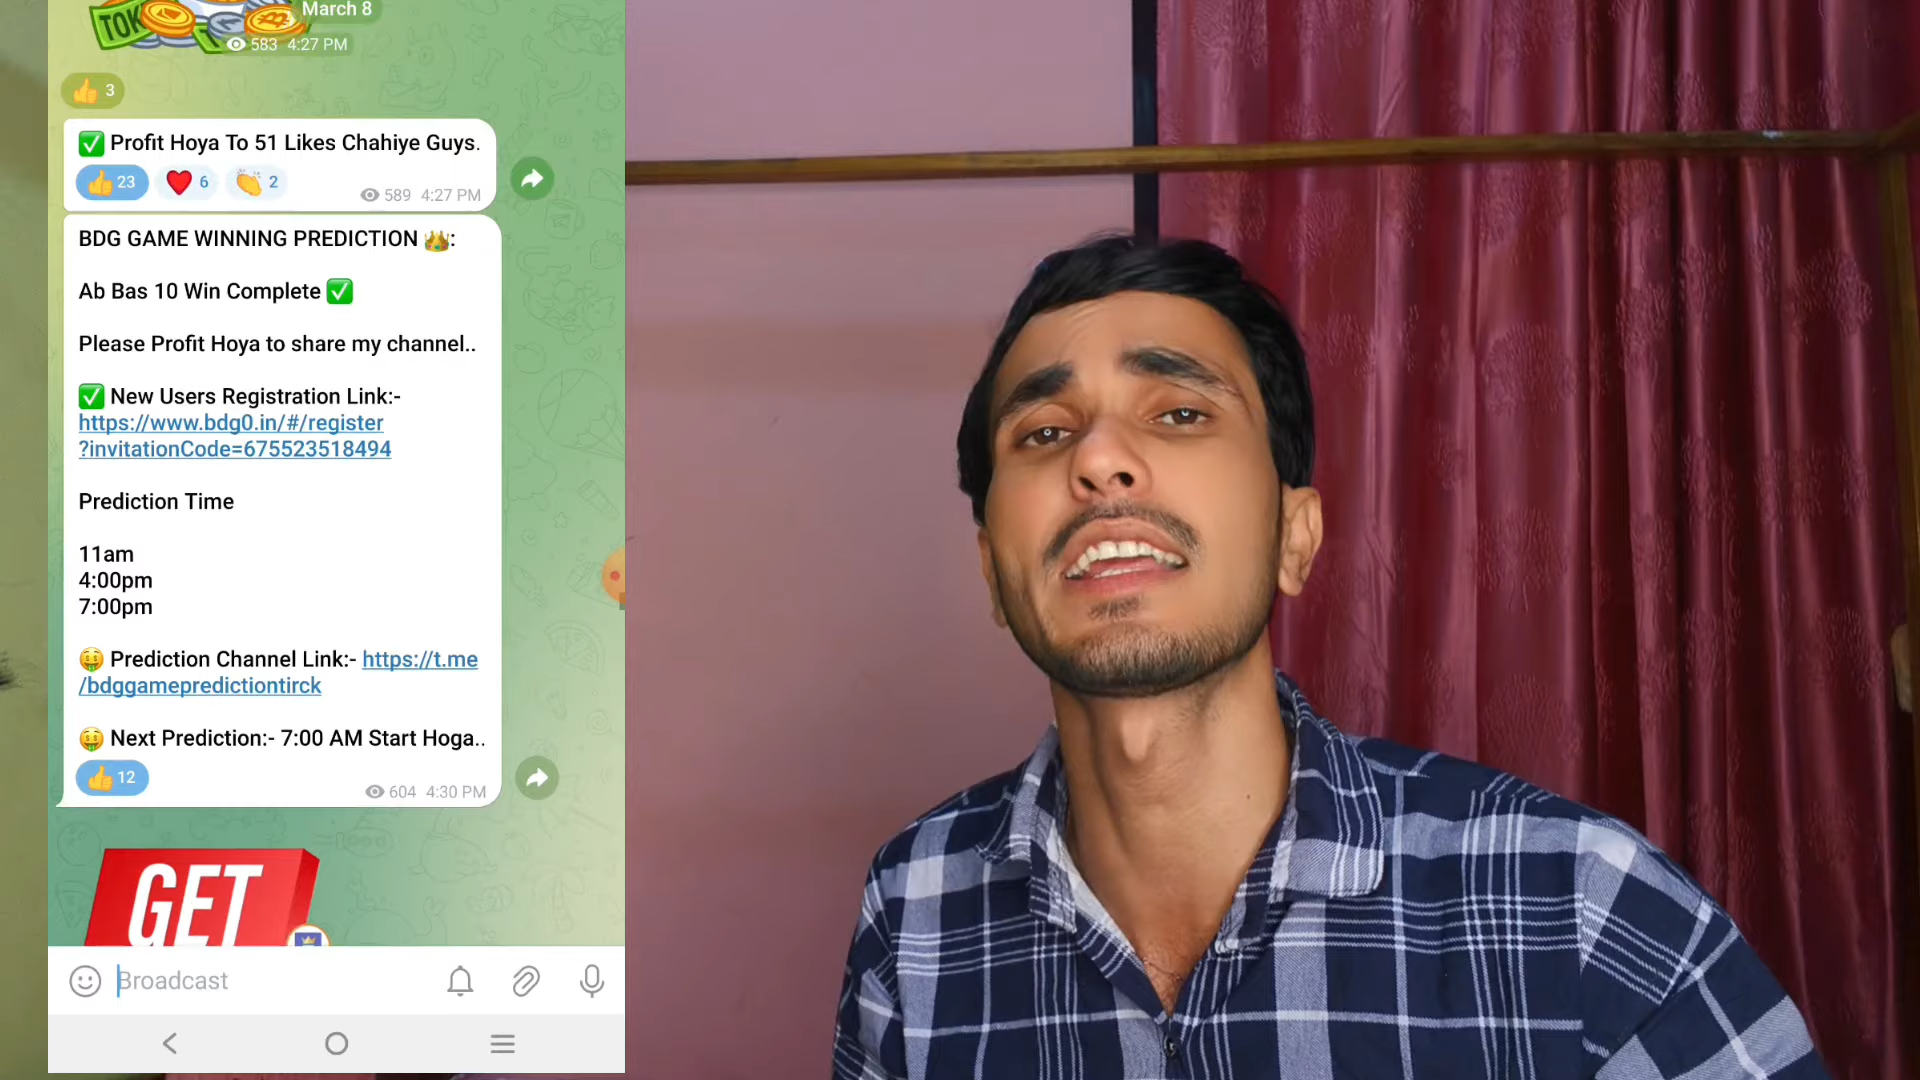 TOK
March 8
583 4:27 PM
3
✅ Profit Hoya To 51 Likes Chahiye Guys.
👍 23 ❤️ 6 👏 2
589 4:27 PM
BDG GAME WINNING PREDICTION 👑:
Ab Bas 10 Win Complete ✅
Please Profit Hoya to share my channel..
✅ New Users Registration Link:-
https://www.bdg0.in/#/register
?invitationCode=675523518494
Prediction Time
11am
4:00pm
7:00pm
🤑 Prediction Channel Link:- https://t.me
/bdggamepredictiontirck
🤑 Next Prediction:- 7:00 AM Start Hoga..
👍 12
604 4:30 PM
GET
Broadcast